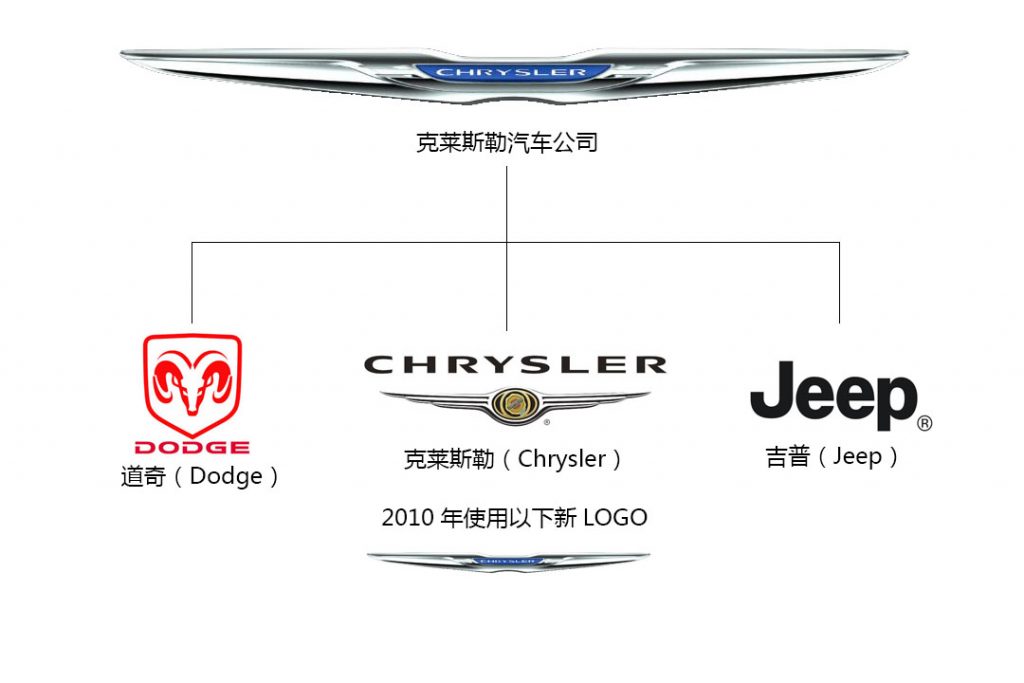 CHRYSLER
克莱斯勒汽车公司
DODGE
道奇（Dodge）
CHRYSLER
®
克莱斯勒（Chrysler）
Jeep®
吉普（Jeep）
2010 年使用以下新 LOGO
CHRYSLER